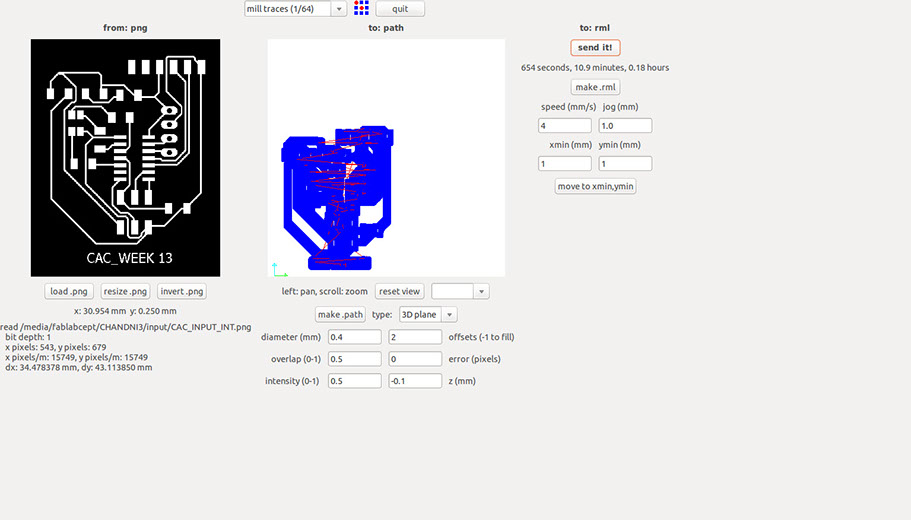 mill traces (1/64) quit
from: png
to: path
to: rml
CAC_WEEK 13
load .png resize .png invert .png
x: 30.954 mm y: 0.250 mm
read /media/fablabcept/CHANDNI3/input/CAC_INPUT_INT.png
bit depth: 1
x pixels: 543, y pixels: 679
x pixels/m: 15749, y pixels/m: 15749
dx: 34.478378 mm, dy: 43.113850 mm
left: pan, scroll: zoom reset view
make .path type: 3D plane
diameter (mm) 0.4 2 offsets (-1 to fill)
overlap (0-1) 0.5 0 error (pixels)
intensity (0-1) 0.5 -0.1 z (mm)
send it!
654 seconds, 10.9 minutes, 0.18 hours
make .rml
speed (mm/s) jog (mm)
4 1.0
xmin (mm) ymin (mm)
1 1
move to xmin,ymin